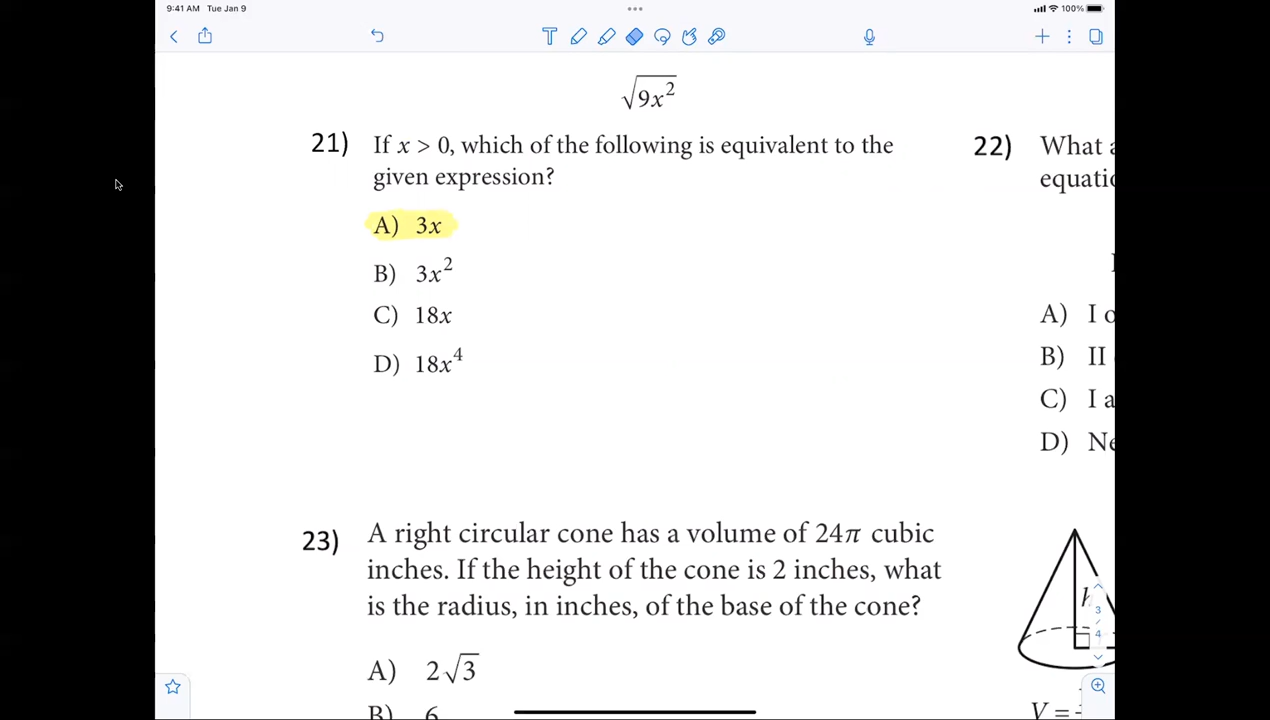 9:41 AM Tue Jan 9
100%
T
√9x²
21) If x > 0, which of the following is equivalent to the
given expression?
A) 3x
B) 3x²
C) 18x
D) 18x⁴
22) What
equatio
A) I o
B) II
C) I a
D) Ne
23) A right circular cone has a volume of 24π cubic
inches. If the height of the cone is 2 inches, what
is the radius, in inches, of the base of the cone?
A) 2√3
B) 6
h
3
/
4
V =